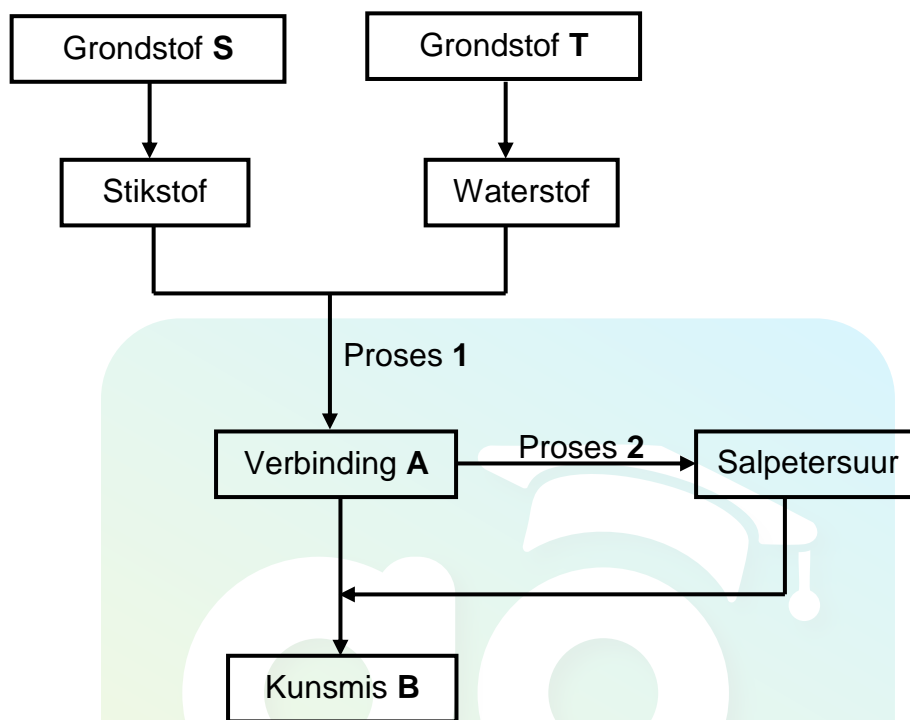 Grondstof S
Grondstof T
Stikstof
Waterstof
Proses 1
Verbinding A
Proses 2
Salpetersuur
Kunsmis B